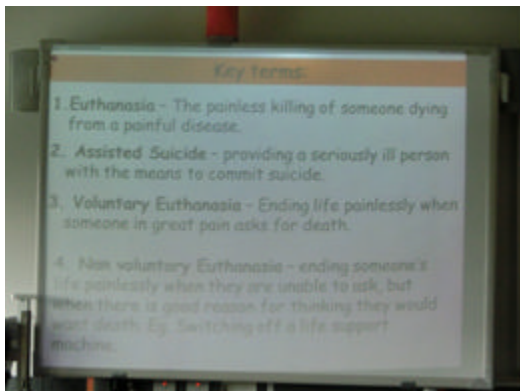 Key terms:
1. Euthanasia - The painless killing of someone dying
from a painful disease.
2. Assisted Suicide - providing a seriously ill person
with the means to commit suicide.
3. Voluntary Euthanasia - Ending life painlessly when
someone in great pain asks for death.
4. Non voluntary Euthanasia - ending someone's
life painlessly when they are unable to ask, but
when there is good reason for thinking they would
want death. Eg. Switching off a life support
machine.